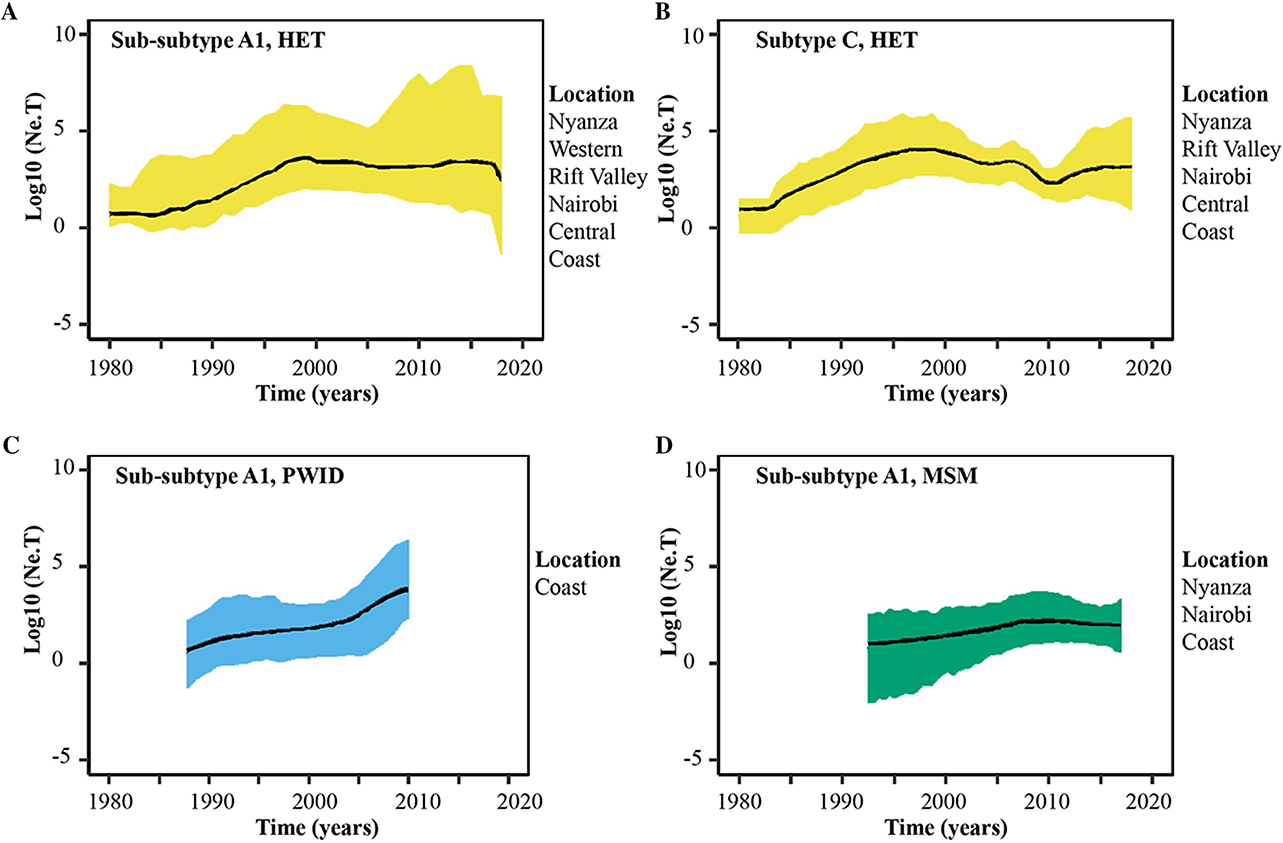 A
Sub-subtype A1, HET
10
5
0
-5
Log10 (Ne.T)
1980 1990 2000 2010 2020
Time (years)
Location
Nyanza
Western
Rift Valley
Nairobi
Central
Coast
B
Subtype C, HET
10
5
0
-5
Log10 (Ne.T)
1980 1990 2000 2010 2020
Time (years)
Location
Nyanza
Rift Valley
Nairobi
Central
Coast
C
Sub-subtype A1, PWID
10
5
0
-5
Log10 (Ne.T)
1980 1990 2000 2010 2020
Time (years)
Location
Coast
D
Sub-subtype A1, MSM
10
5
0
-5
Log10 (Ne.T)
1980 1990 2000 2010 2020
Time (years)
Location
Nyanza
Nairobi
Coast